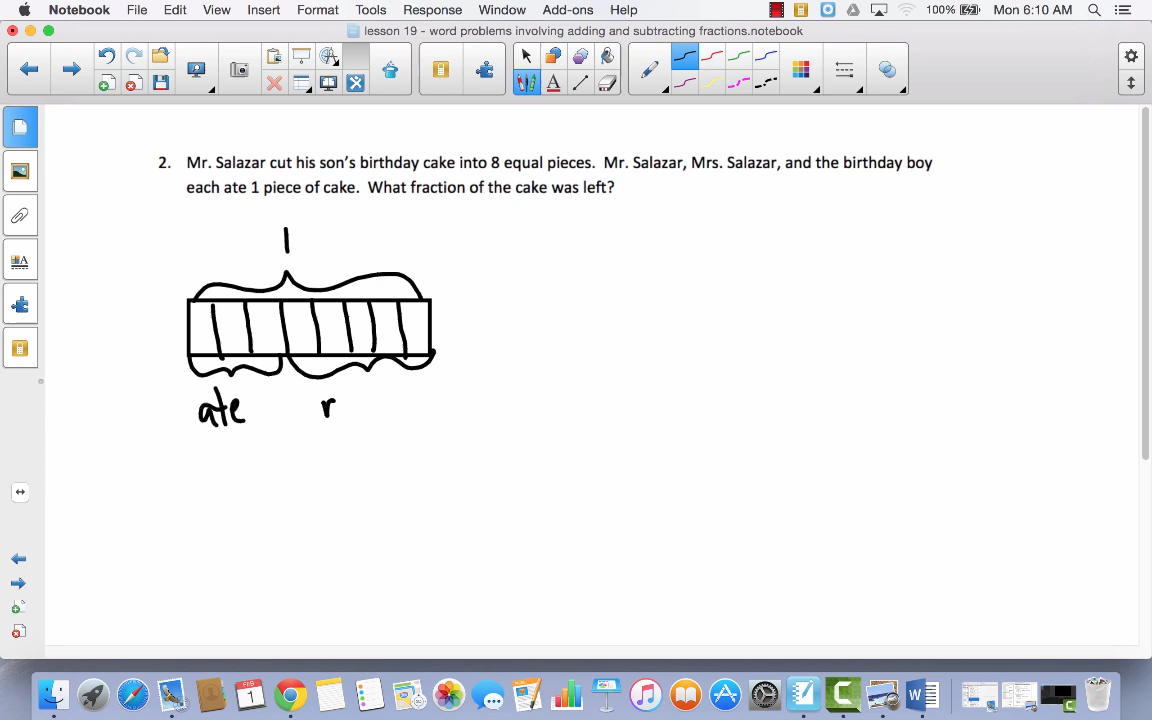 Notebook File Edit View Insert Format Tools Response Window Add-ons Help 100% Mon 6:10 AM
lesson 19 - word problems involving adding and subtracting fractions.notebook
2. Mr. Salazar cut his son's birthday cake into 8 equal pieces. Mr. Salazar, Mrs. Salazar, and the birthday boy
each ate 1 piece of cake. What fraction of the cake was left?
1
ate r